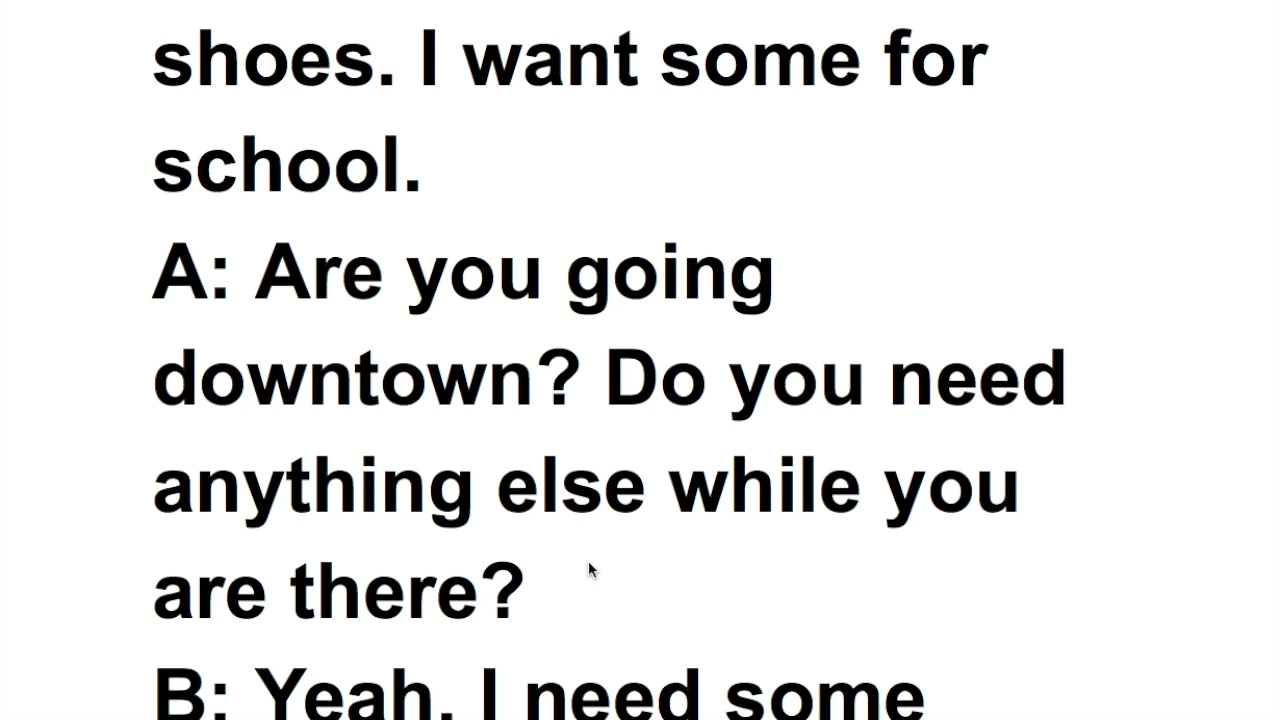 shoes. I want some for
school.
A: Are you going
downtown? Do you need
anything else while you
are there?
B: Yeah. I need some